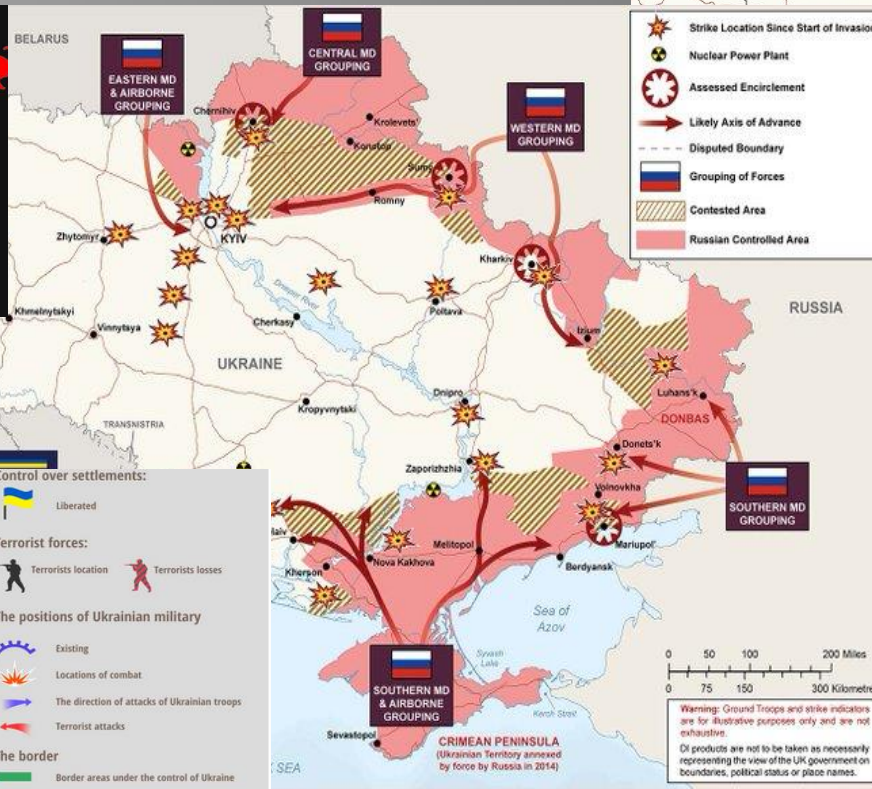 BELARUS
EASTERN MD
& AIRBORNE
GROUPING
CENTRAL MD
GROUPING
WESTERN MD
GROUPING
Strike Location Since Start of Invasion
Nuclear Power Plant
Assessed Encirclement
Likely Axis of Advance
Disputed Boundary
Grouping of Forces
Contested Area
Russian Controlled Area
Chernihiv
Krolevets'
Konotop
Sumy
Romny
Zhytomyr
KYIV
Kharkiv
Khmelnytskyi
Vinnytsya
Cherkasy
Dnieper River
Poltava
Izium
RUSSIA
UKRAINE
Kropyvnytski
Dnipro
Luhans'k
DONBAS
TRANSNISTRIA
Donets'k
Zaporizhzhia
Volnovkha
SOUTHERN MD
GROUPING
Mariupol'
Melitopol
Berdyansk
Nova Kakhova
Kherson
Sea of
Azov
Syvash
Lake
Kerch Strait
SOUTHERN MD
& AIRBORNE
GROUPING
Sevastopol
CRIMEAN PENINSULA
(Ukrainian Territory annexed
by force by Russia in 2014)
SEA
0 50 100 200 Miles
0 75 150 300 Kilometre
Warning: Ground Troops and strike indicators
are for illustrative purposes only and are not
exhaustive.
DI products are not to be taken as necessarily
representing the view of the UK government on
boundaries, political status or place names.
Control over settlements:
Liberated
Terrorist forces:
Terrorists location
Terrorists losses
The positions of Ukrainian military
Existing
Locations of combat
The direction of attacks of Ukrainian troops
Terrorist attacks
The border
Border areas under the control of Ukraine